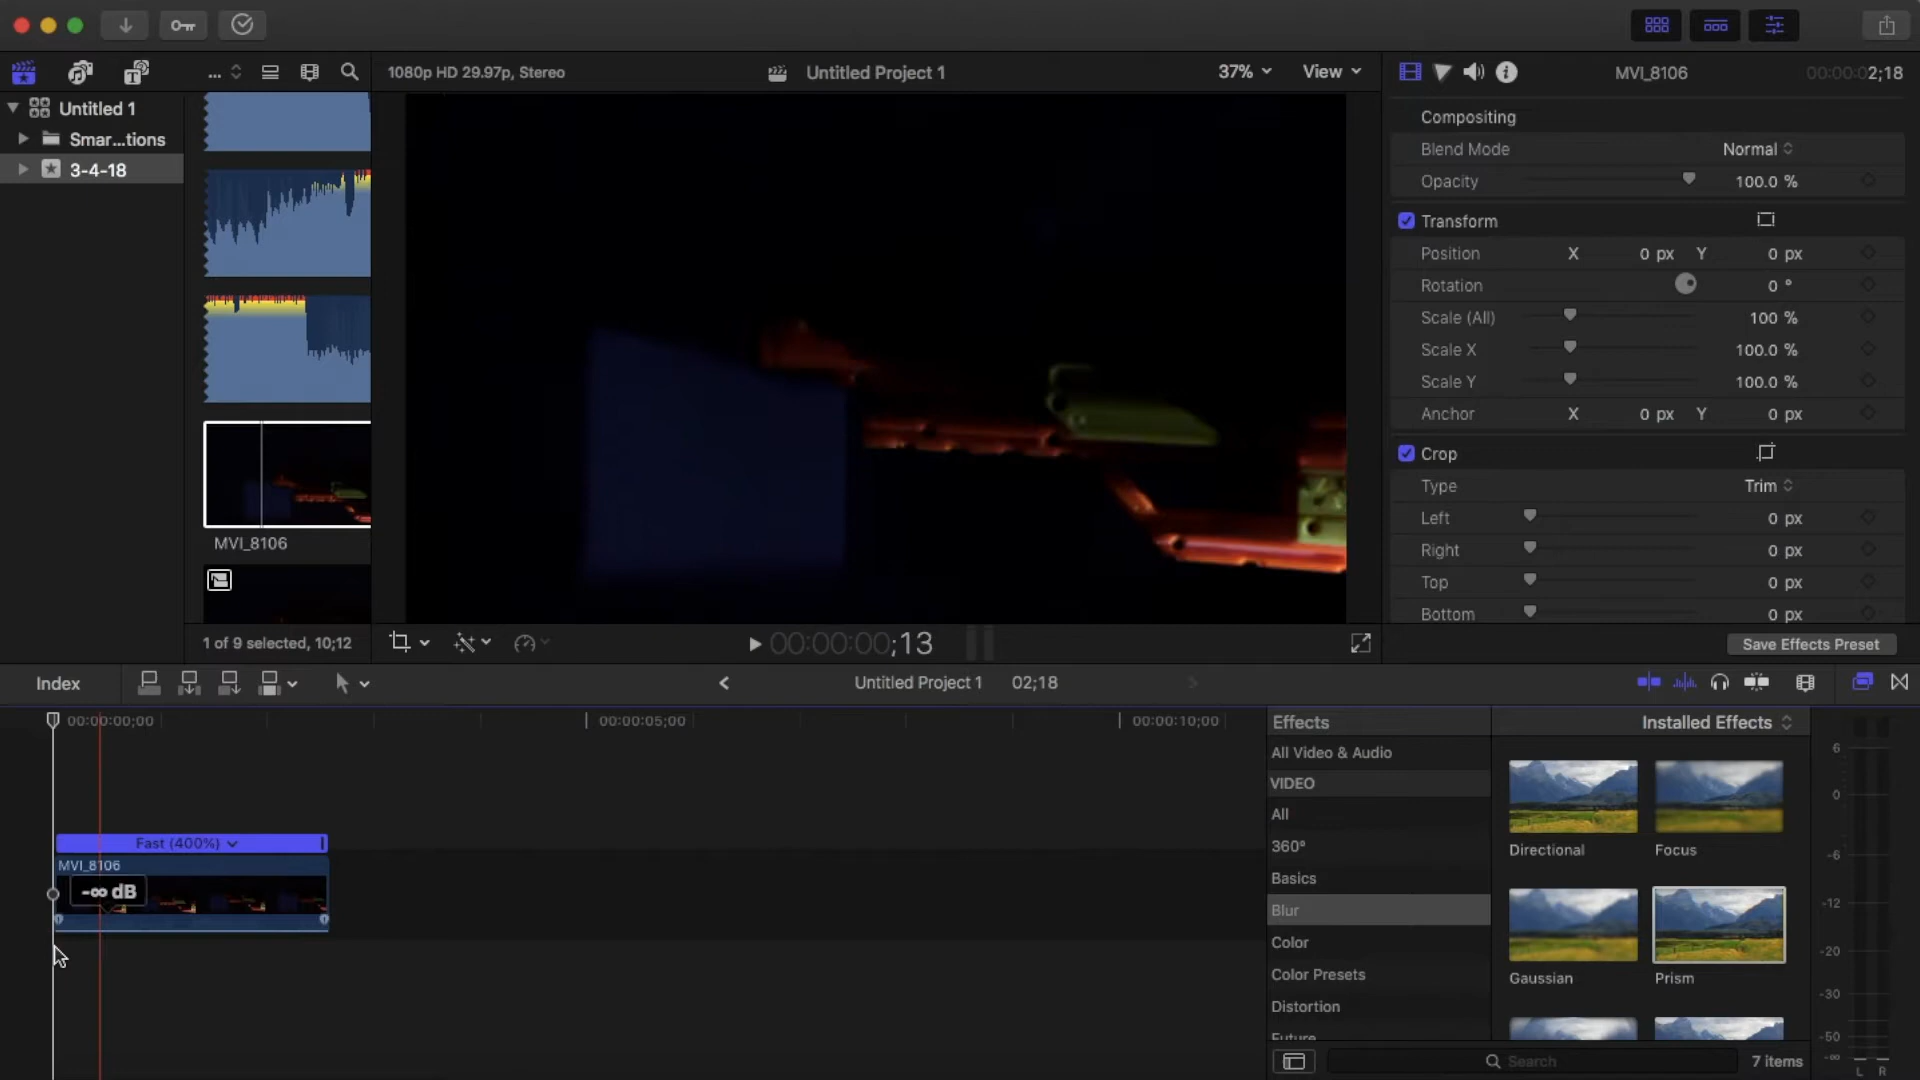 ... 1080p HD 29.97p, Stereo Untitled Project 1 37% View MVI_8106 00:00:02;18
Untitled 1
Smar...tions
3-4-18
MVI_8106
1 of 9 selected, 10;12
00:00:00;13
Compositing
Blend Mode Normal
Opacity 100.0 %
Transform
Position X 0 px Y 0 px
Rotation 0 °
Scale (All) 100 %
Scale X 100.0 %
Scale Y 100.0 %
Anchor X 0 px Y 0 px
Crop
Type Trim
Left 0 px
Right 0 px
Top 0 px
Bottom 0 px
Save Effects Preset
Index Untitled Project 1 02;18
00:00:00;00 00:00:05;00 00:00:10;00
Fast (400%)
MVI_8106
-∞ dB
Effects
All Video & Audio
VIDEO
All
360°
Basics
Blur
Color
Color Presets
Distortion
Future
Installed Effects
Directional Focus
Gaussian Prism
Search 7 items
6
0
-6
-12
-20
-30
-50
-∞
L R